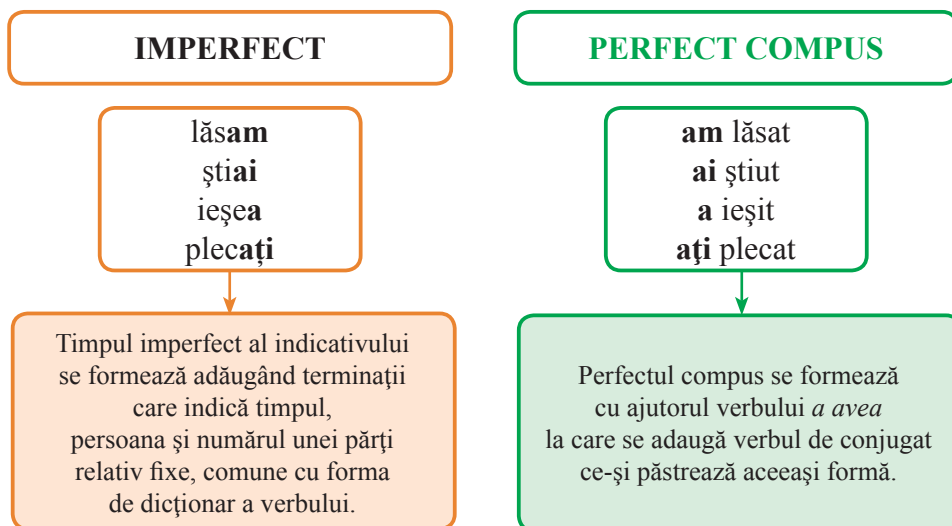 IMPERFECT
lăsam
ştiai
ieşea
plecați
Timpul imperfect al indicativului
se formează adăugând terminaţii
care indică timpul,
persoana şi numărul unei părţi
relativ fixe, comune cu forma
de dicţionar a verbului.
PERFECT COMPUS
am lăsat
ai ştiut
a ieşit
aţi plecat
Perfectul compus se formează
cu ajutorul verbului a avea
la care se adaugă verbul de conjugat
ce-şi păstrează aceeaşi formă.